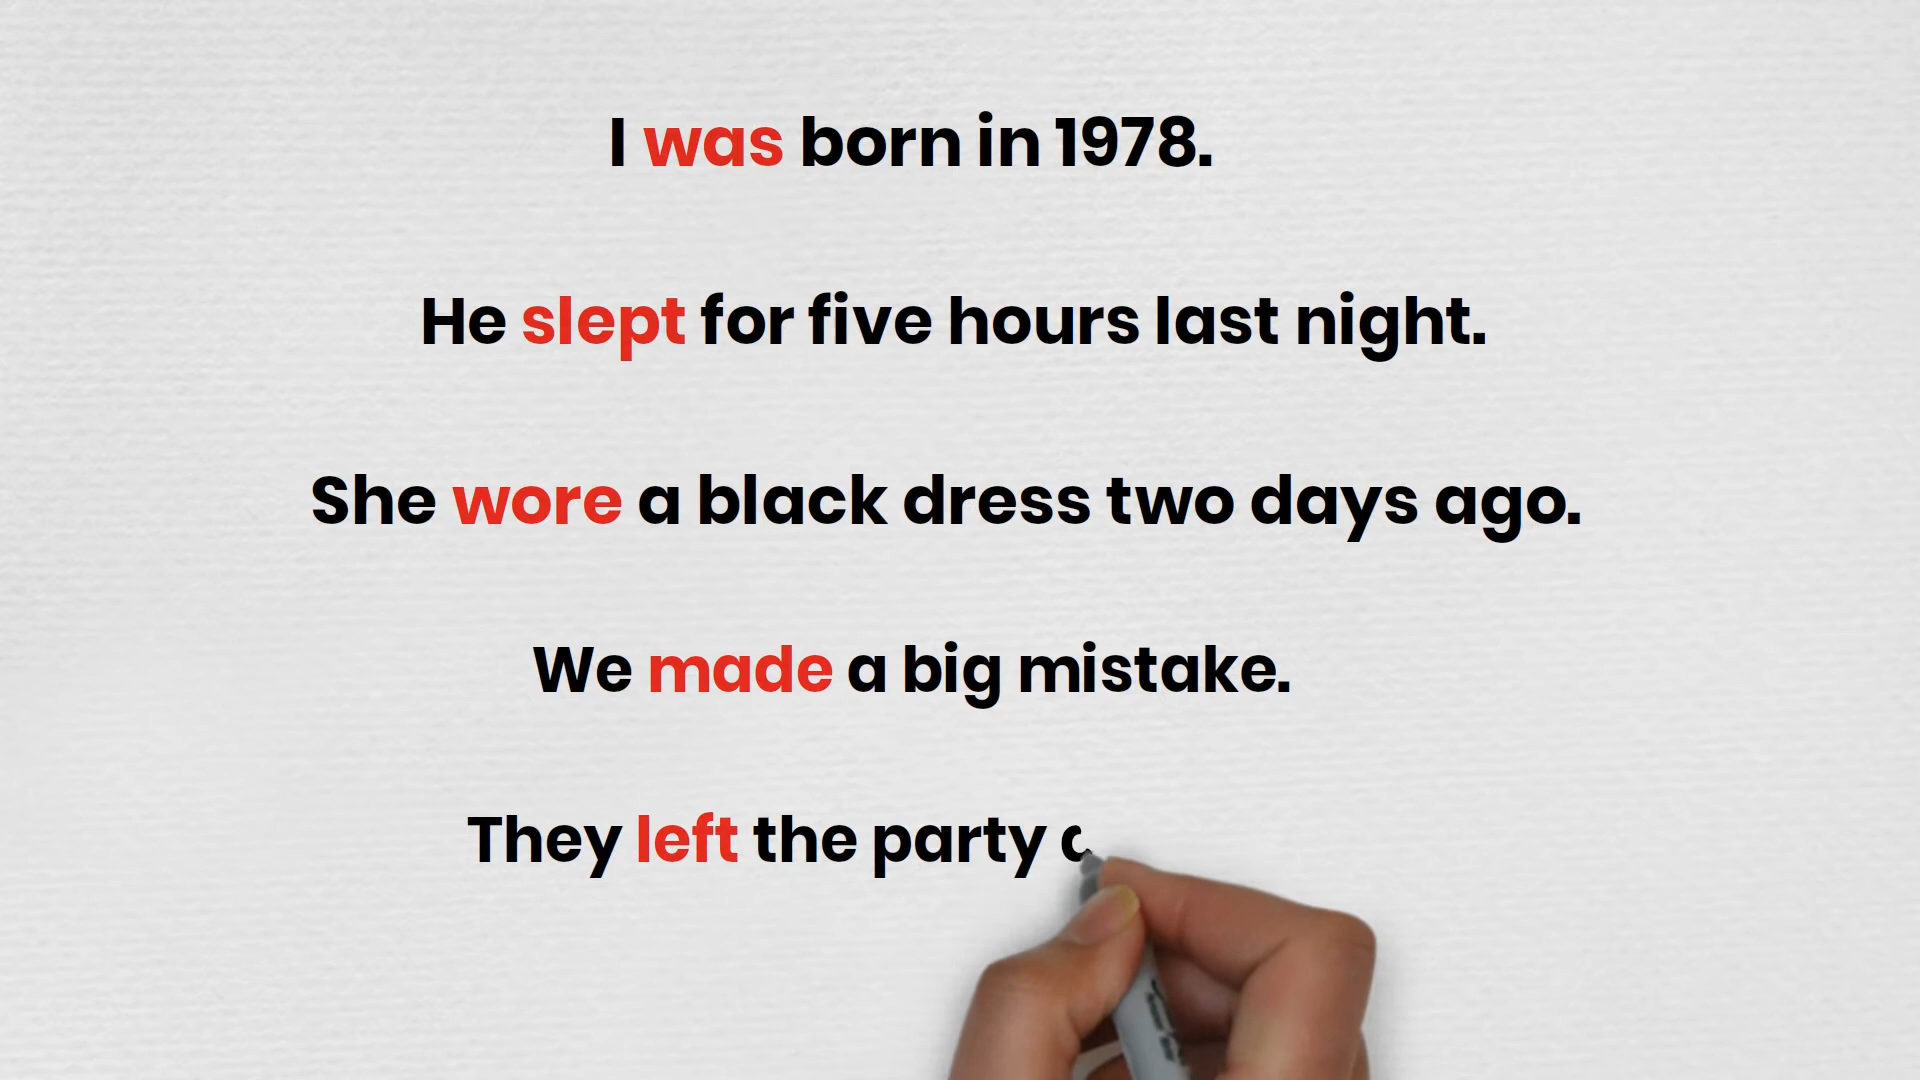 I was born in 1978.
He slept for five hours last night.
She wore a black dress two days ago.
We made a big mistake.
They left the party